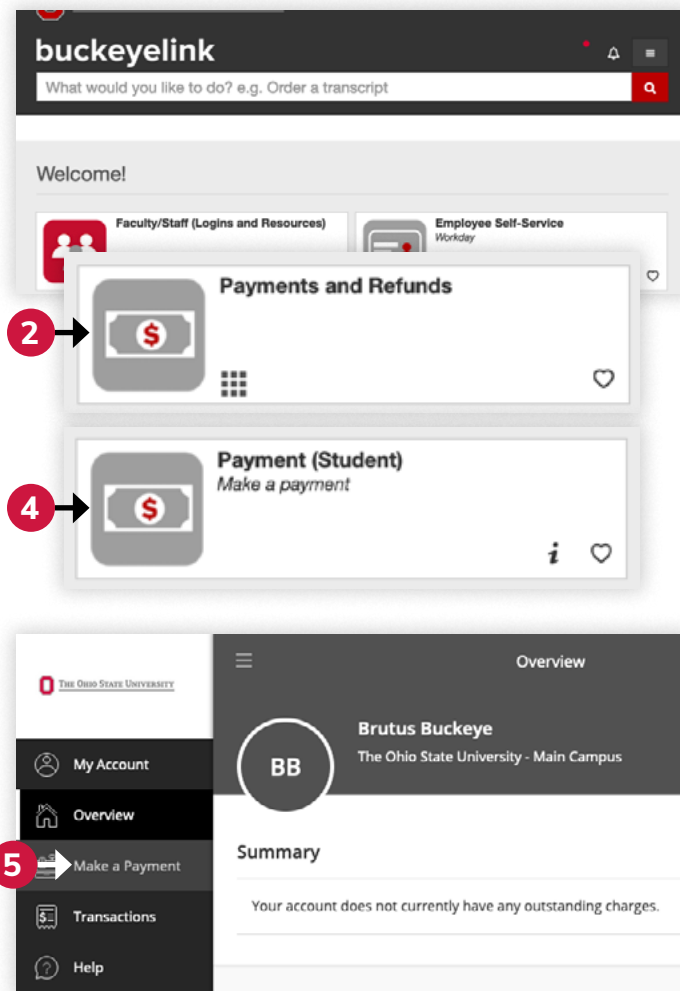 buckeyelink
What would you like to do? e.g. Order a transcript
Welcome!
Faculty/Staff (Logins and Resources)
Employee Self-Service
Workday
2
$
Payments and Refunds
4
$
Payment (Student)
Make a payment
i
THE OHIO STATE UNIVERSITY
Overview
BB
Brutus Buckeye
The Ohio State University - Main Campus
My Account
Overview
5
Make a Payment
$
Transactions
?
Help
Summary
Your account does not currently have any outstanding charges.